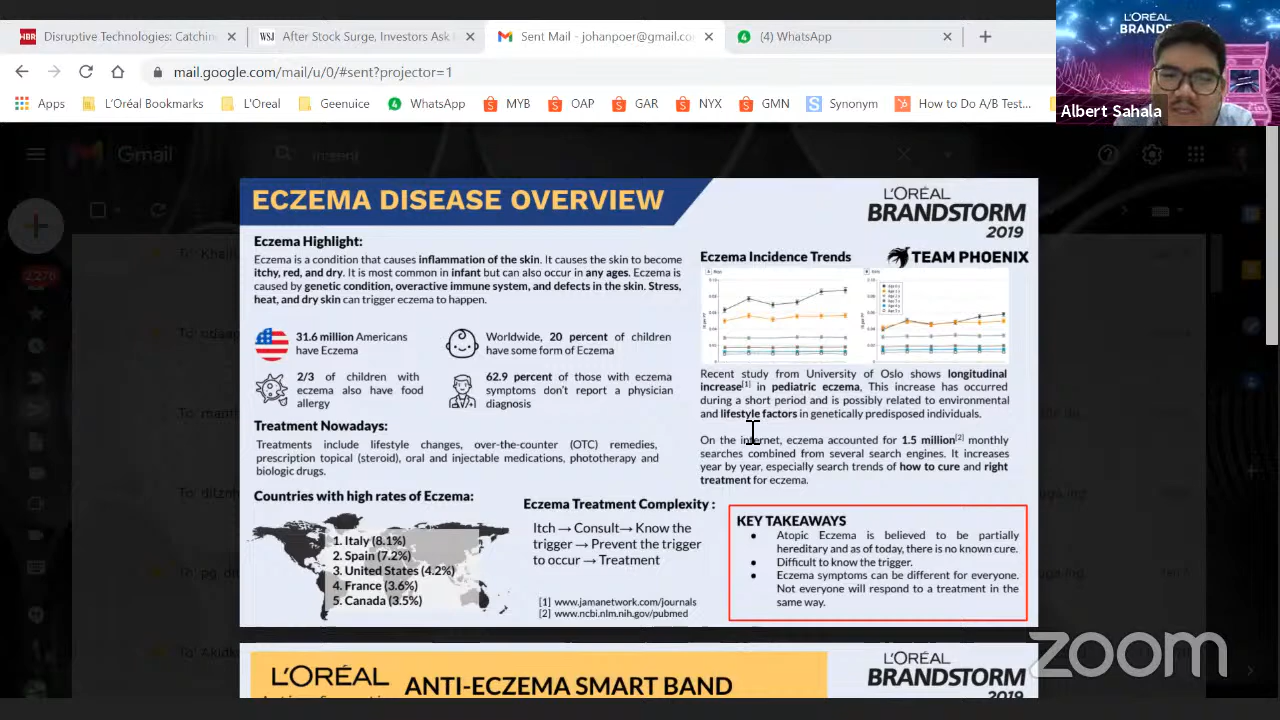 HBR Disruptive Technologies: Catchin
WSJ After Stock Surge, Investors Ask
Sent Mail - johanpoer@gmail.co
(4) WhatsApp
mail.google.com/mail/u/0/#sent?projector=1
Apps
L'Oréal Bookmarks
L'Oreal
Geenuice
WhatsApp
MYB
OAP
GAR
NYX
GMN
Synonym
How to Do A/B Test...
L'ORÉAL
BRANDS
Albert Sahala
Gmail
2,276
ECZEMA DISEASE OVERVIEW
L'ORÉAL
BRANDSTORM
2019
TEAM PHOENIX
Eczema Highlight:
Eczema is a condition that causes inflammation of the skin. It causes the skin to become
itchy, red, and dry. It is most common in infant but can also occur in any ages. Eczema is
caused by genetic condition, overactive immune system, and defects in the skin. Stress,
heat, and dry skin can trigger eczema to happen.
31.6 million Americans
have Eczema
Worldwide, 20 percent of children
have some form of Eczema
2/3 of children with
eczema also have food
allergy
62.9 percent of those with eczema
symptoms don't report a physician
diagnosis
Treatment Nowadays:
Treatments include lifestyle changes, over-the-counter (OTC) remedies,
prescription topical (steroid), oral and injectable medications, phototherapy and
biologic drugs.
Countries with high rates of Eczema:
1. Italy (8.1%)
2. Spain (7.2%)
3. United States (4.2%)
4. France (3.6%)
5. Canada (3.5%)
Eczema Treatment Complexity :
Itch → Consult→ Know the
trigger → Prevent the trigger
to occur → Treatment
[1] www.jamanetwork.com/journals
[2] www.ncbi.nlm.nih.gov/pubmed
Eczema Incidence Trends
Recent study from University of Oslo shows longitudinal
increase[1] in pediatric eczema, This increase has occurred
during a short period and is possibly related to environmental
and lifestyle factors in genetically predisposed individuals.
On the internet, eczema accounted for 1.5 million[2] monthly
searches combined from several search engines. It increases
year by year, especially search trends of how to cure and right
treatment for eczema.
KEY TAKEAWAYS
• Atopic Eczema is believed to be partially
hereditary and as of today, there is no known cure.
• Difficult to know the trigger.
• Eczema symptoms can be different for everyone.
Not everyone will respond to a treatment in the
same way.
L'ORÉAL
ANTI-ECZEMA SMART BAND
L'ORÉAL
BRANDSTORM
2019
zoom